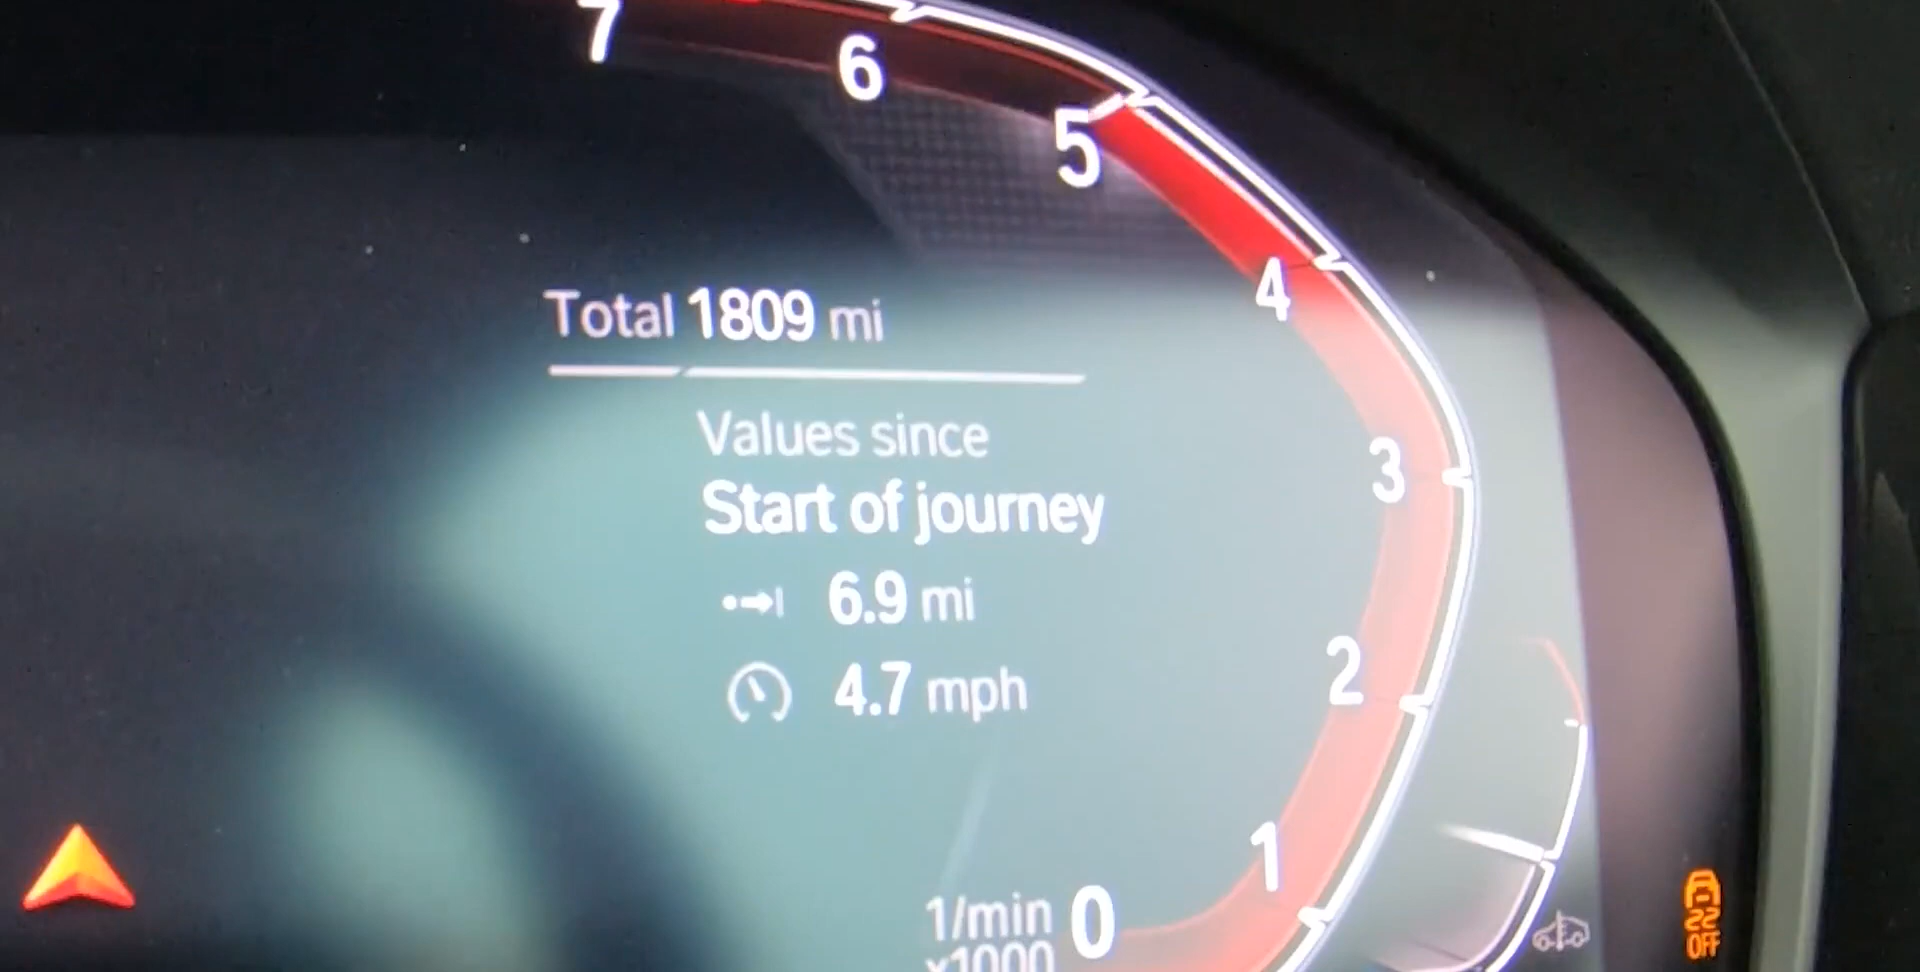 7
6
5
4
Total 1809 mi
Values since
Start of journey
3
6.9 mi
2
4.7 mph
1
1/min 0
x1000
OFF